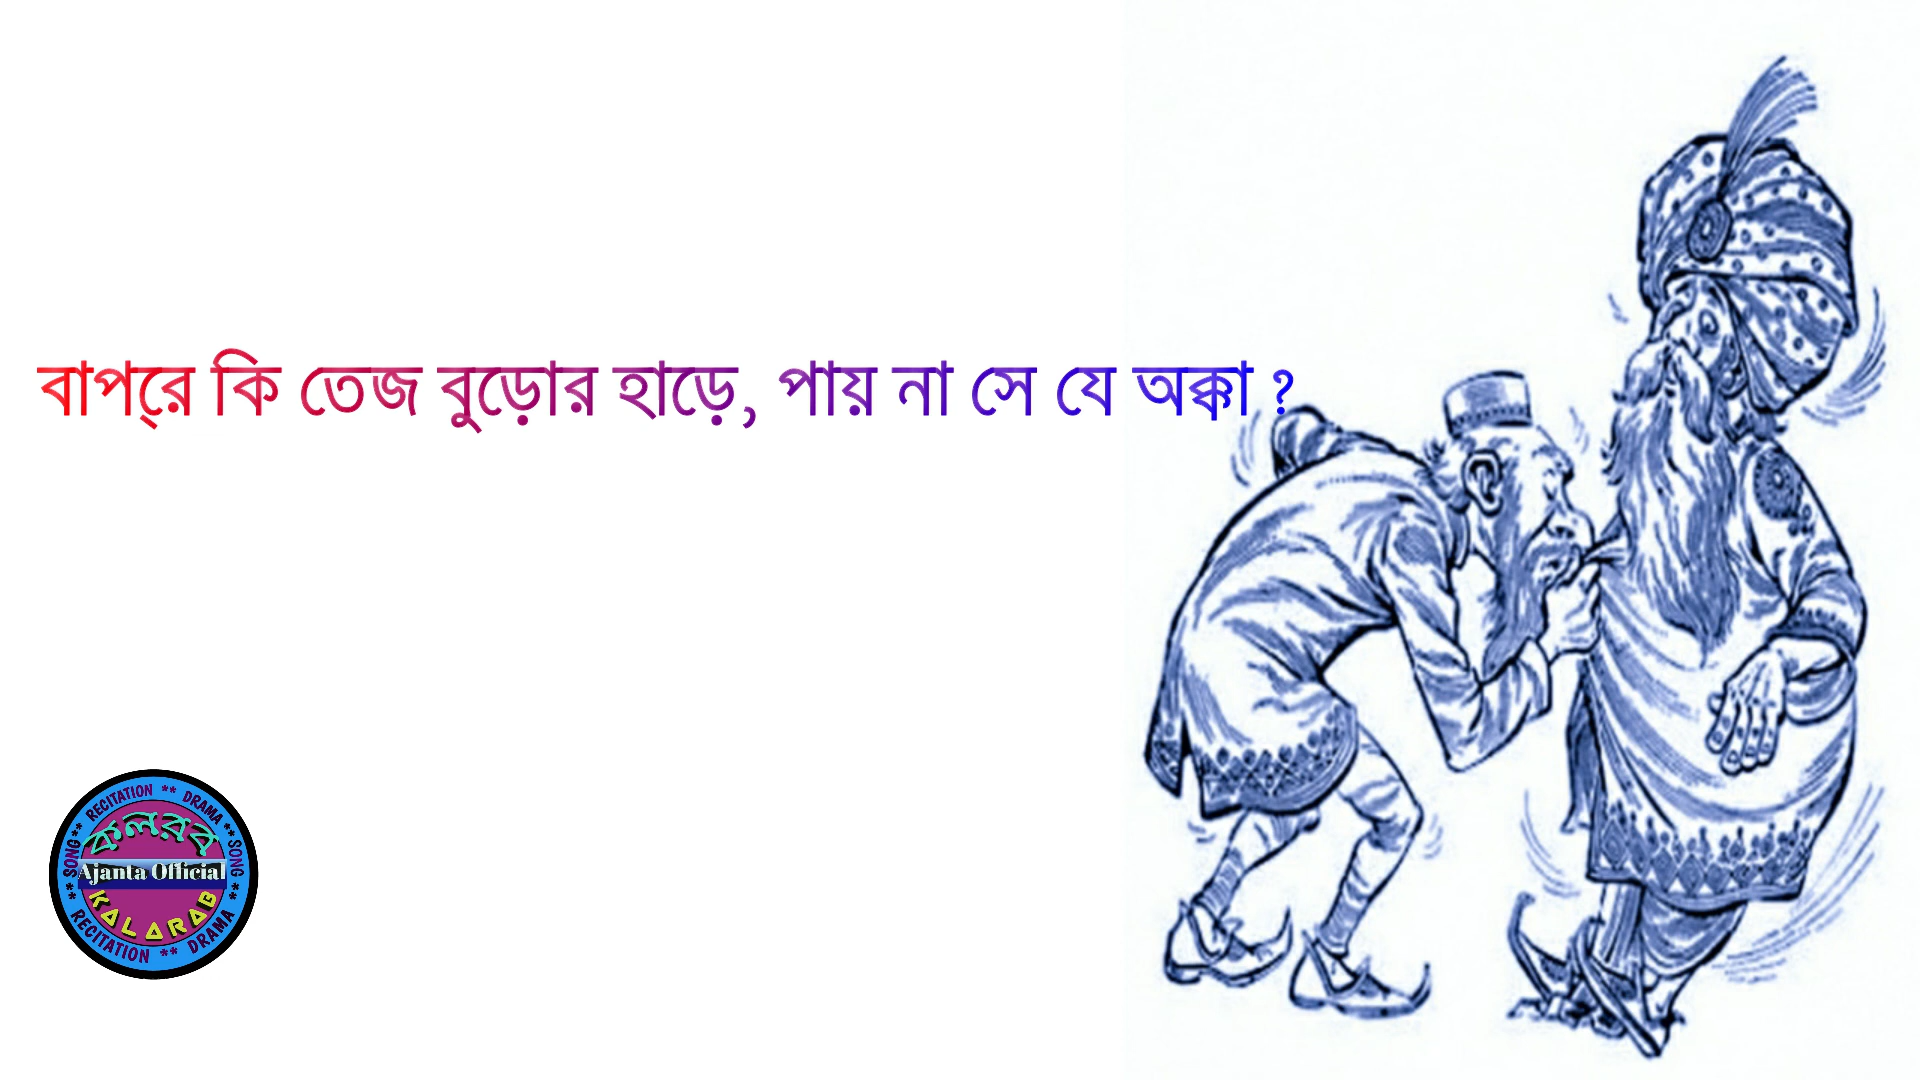 বাপ্‌রে কি তেজ বুড়োর হাড়ে, পায় না সে যে অক্কা ?
RECITATION ** DRAMA ** SONG ** RECITATION ** DRAMA ** SONG **
কলরব
Ajanta Official
KALARAB